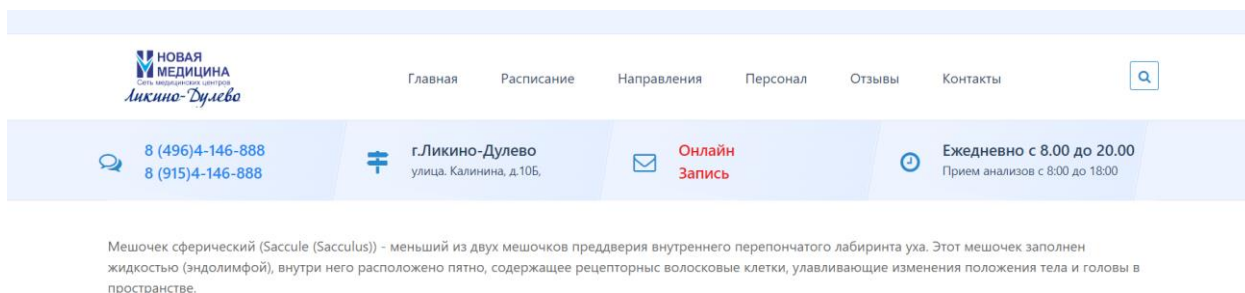 НОВАЯ
МЕДИЦИНА
Сеть медицинских центров
Ликино-Дулево
Главная Расписание Направления Персонал Отзывы Контакты
8 (496)4-146-888
8 (915)4-146-888
г.Ликино-Дулево
улица. Калинина, д.10Б,
Онлайн
Запись
Ежедневно с 8.00 до 20.00
Прием анализов с 8:00 до 18:00
Мешочек сферический (Saccule (Sacculus)) - меньший из двух мешочков преддверия внутреннего перепончатого лабиринта уха. Этот мешочек заполнен
жидкостью (эндолимфой), внутри него расположено пятно, содержащее рецепторныс волосковые клетки, улавливающие изменения положения тела и головы в
пространстве.